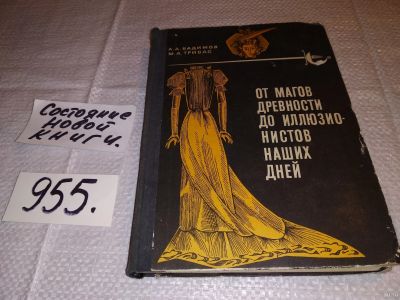 А.А. ВАДИМОВ
М.А. ТРИВАС
ОТ МАГОВ
ДРЕВНОСТИ
ДО ИЛЛЮЗИО-
НИСТОВ
НАШИХ
ДНЕЙ
Состояние
новой
книги.
955.